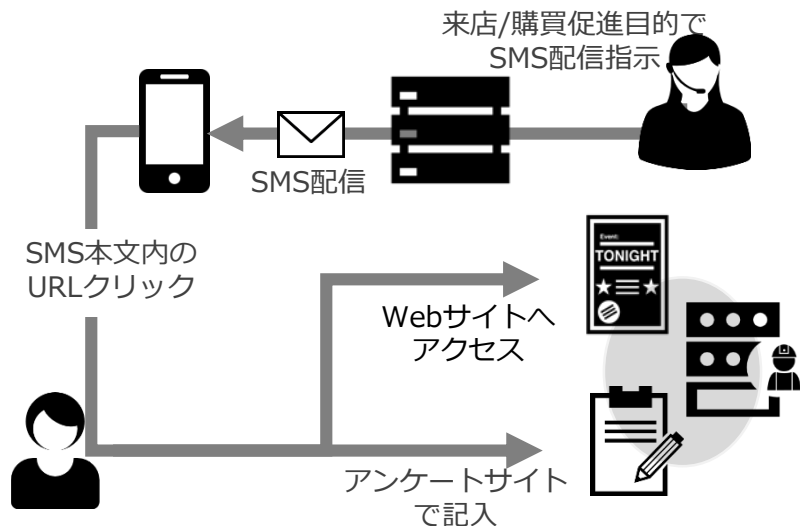 来店/購買促進目的で
SMS配信指示
SMS配信
SMS本文内の
URLクリック
Event:
TONIGHT
Webサイトへ
アクセス
アンケートサイト
で記入